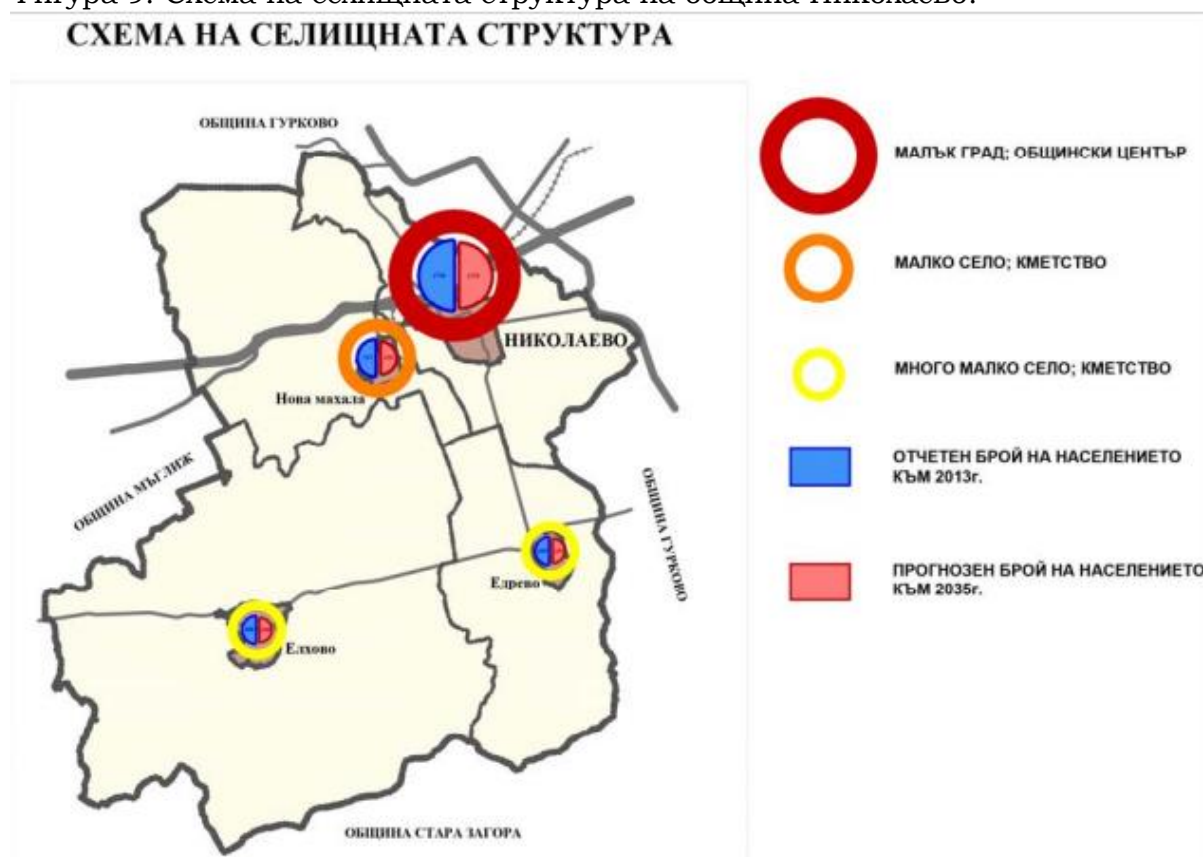 Фигура 9. Схема на селищната структура на община Николаево.
СХЕМА НА СЕЛИЩНАТА СТРУКТУРА
ОБЩИНА ГУРКОВО
НИКОЛАЕВО
Нова махала
ОБЩИНА МЪГЛИЖ
ОБЩИНА ГУРКОВО
Едрево
Елхово
ОБЩИНА СТАРА ЗАГОРА
МАЛЪК ГРАД; ОБЩИНСКИ ЦЕНТЪР
МАЛКО СЕЛО; КМЕТСТВО
МНОГО МАЛКО СЕЛО; КМЕТСТВО
ОТЧЕТЕН БРОЙ НА НАСЕЛЕНИЕТО
КЪМ 2013г.
ПРОГНОЗЕН БРОЙ НА НАСЕЛЕНИЕТО
КЪМ 2035г.